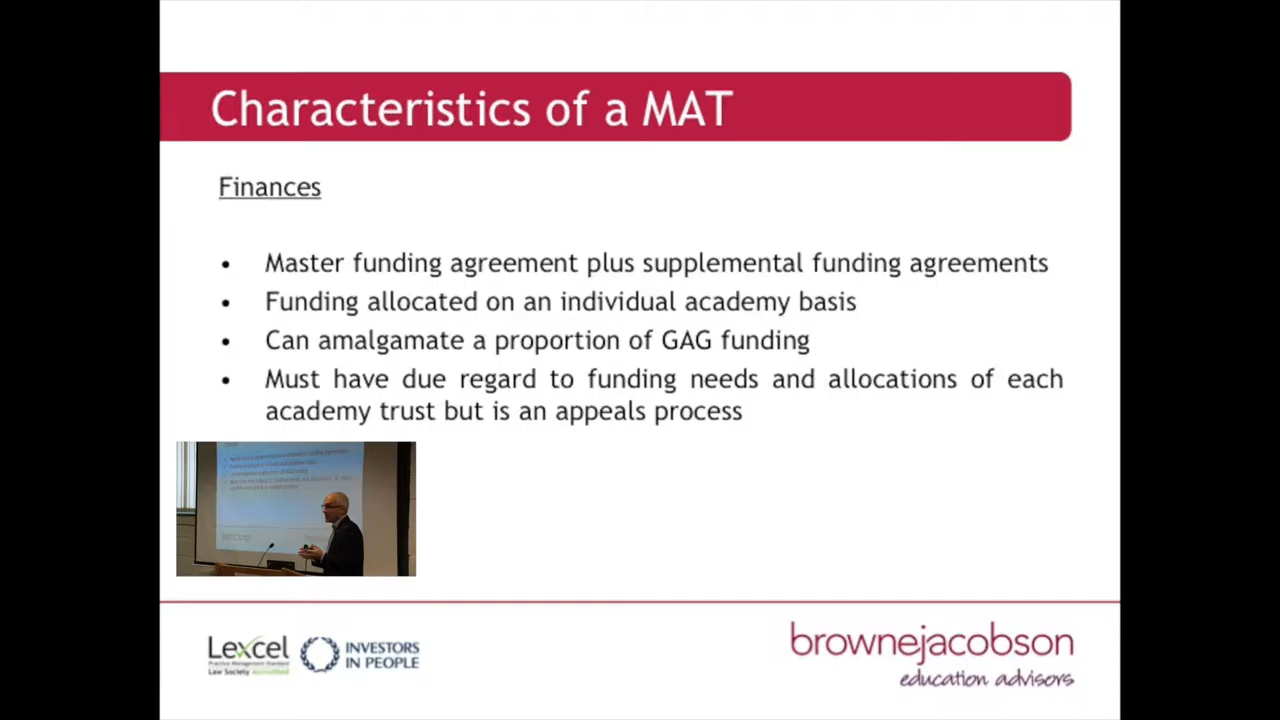 Characteristics of a MAT
Finances
• Master funding agreement plus supplemental funding agreements
• Funding allocated on an individual academy basis
• Can amalgamate a proportion of GAG funding
• Must have due regard to funding needs and allocations of each
academy trust but is an appeals process
Lexcel
Practice Management Standard
Law Society Accredited
INVESTORS
IN PEOPLE
brownejacobson
education advisors